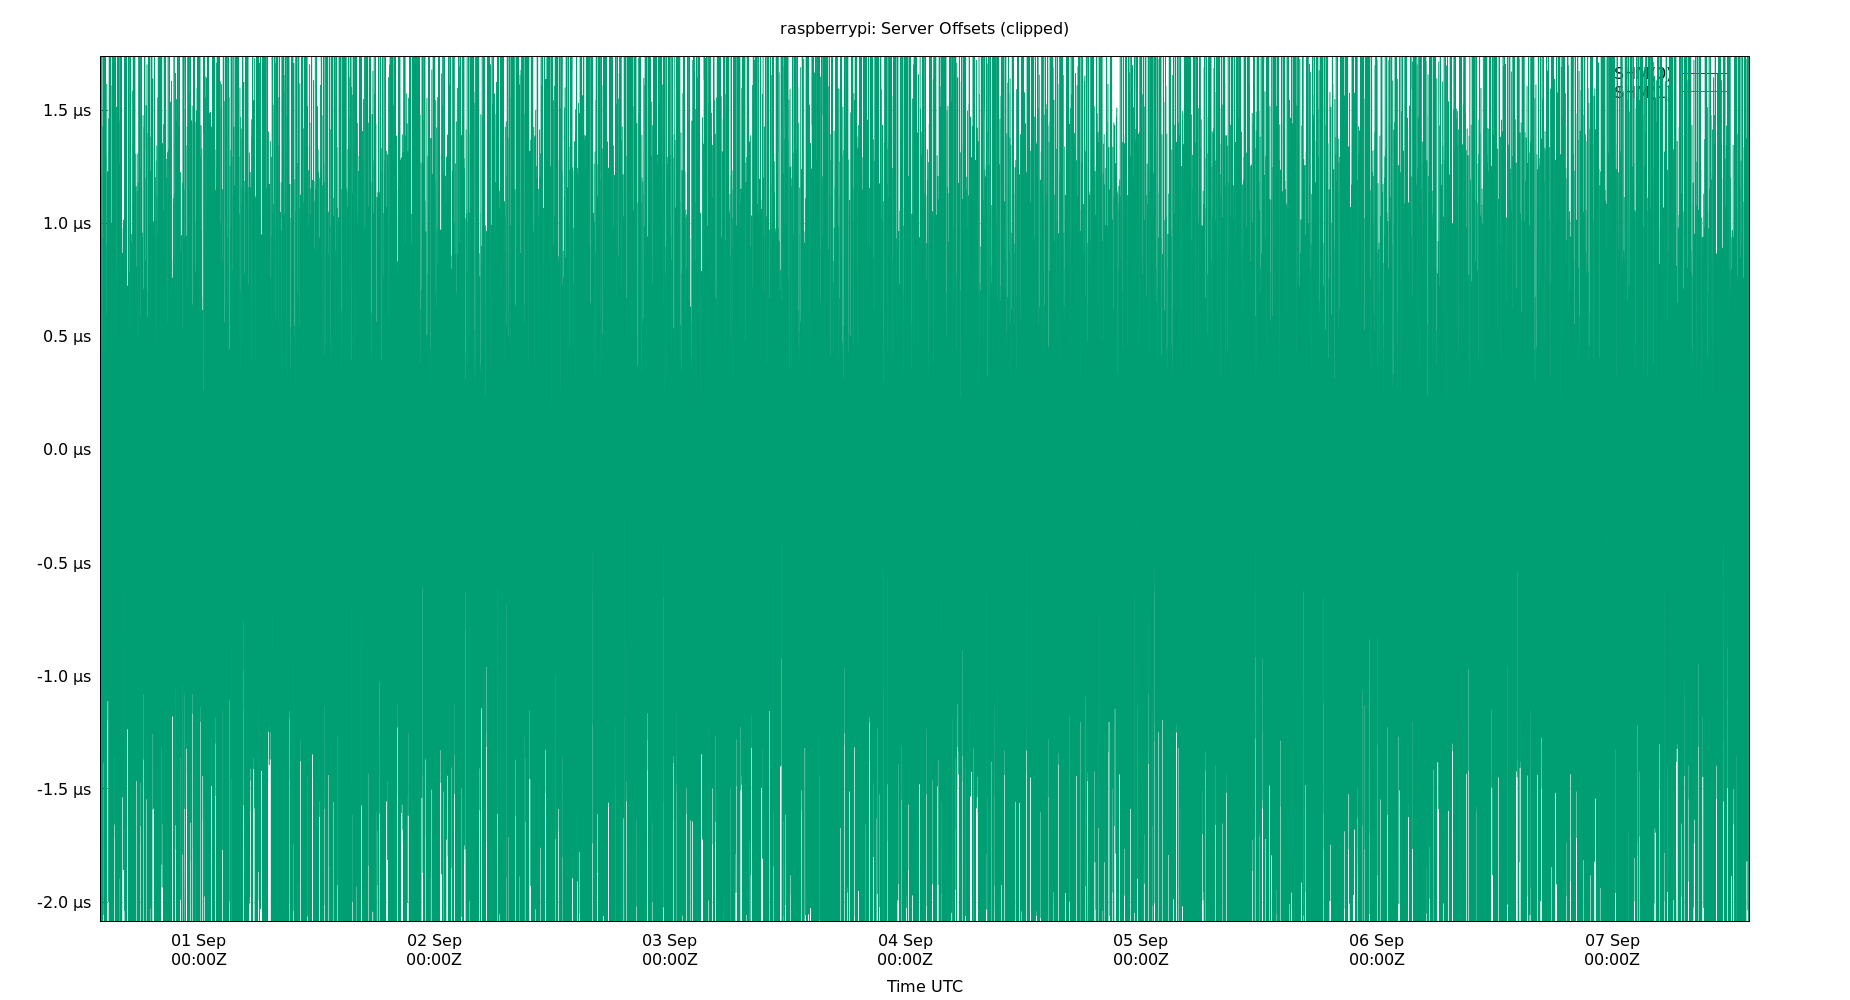 raspberrypi: Server Offsets (clipped)
SHM(0)
1.5 µs
1.0 µs
0.5 µs
0.0 µs
-0.5 µs
-1.0 µs
-1.5 µs
-2.0 µs
01 Sep 02 Sep 03 Sep 04 Sep 05 Sep 06 Sep 07 Sep
00:00Z 00:00Z 00:00Z 00:00Z 00:00Z 00:00Z 00:00Z
Time UTC